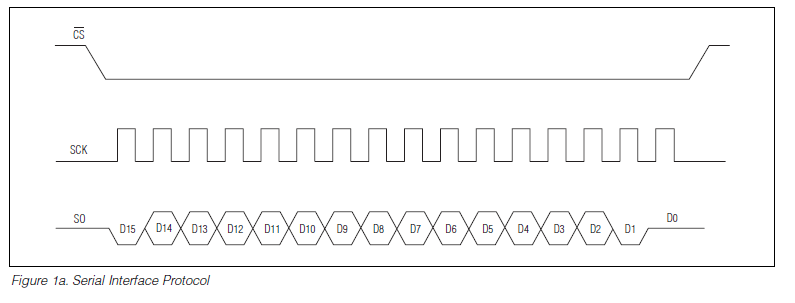 CS
SCK
SO D15 D14 D13 D12 D11 D10 D9 D8 D7 D6 D5 D4 D3 D2 D1 D0
Figure 1a. Serial Interface Protocol